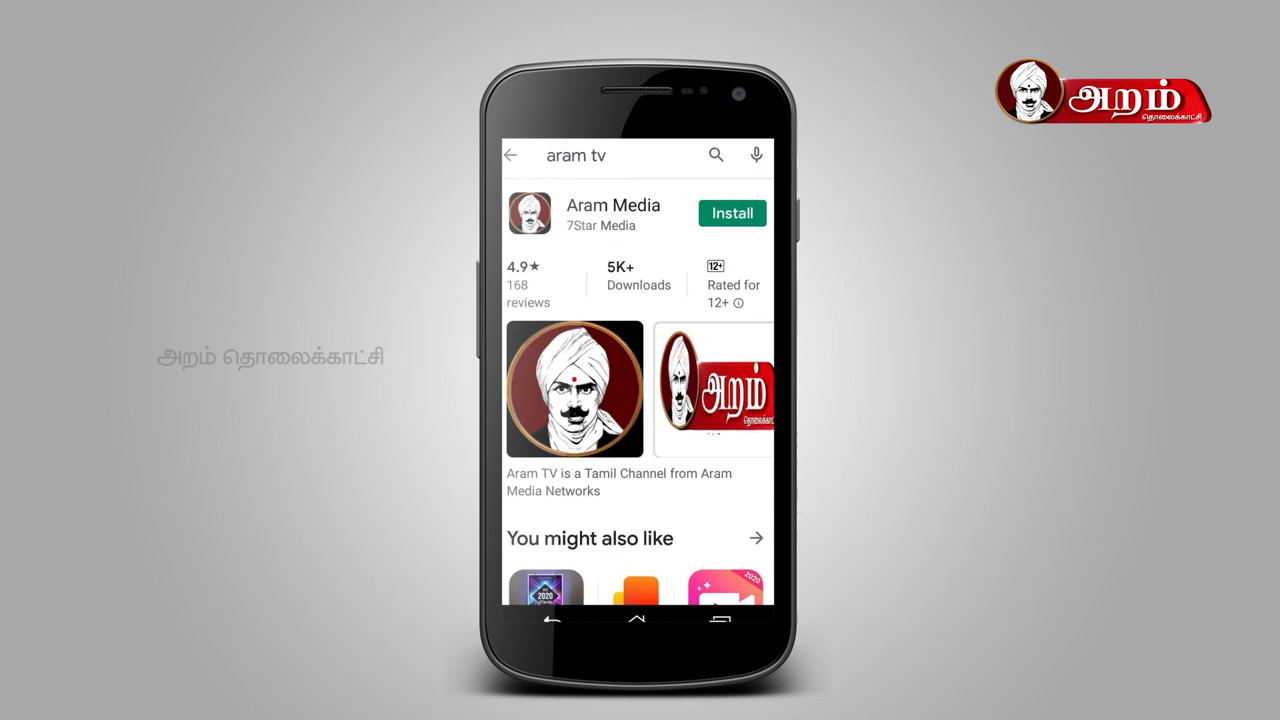 அறம்
தொலைக்காட்சி
aram tv
Aram Media
Install
7Star Media
4.9★
168
reviews
5K+
Downloads
12+
Rated for
12+
அறம்
தொலைக்காட்
அறம் தொலைக்காட்சி
Aram TV is a Tamil Channel from Aram
Media Networks
You might also like
2020
2020